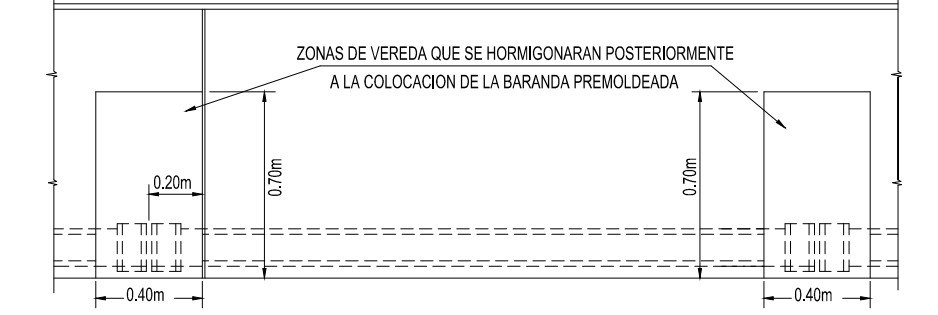 ZONAS DE VEREDA QUE SE HORMIGONARAN POSTERIORMENTE
A LA COLOCACION DE LA BARANDA PREMOLDEADA
0.20m
0.70m
0.70m
0.40m
0.40m